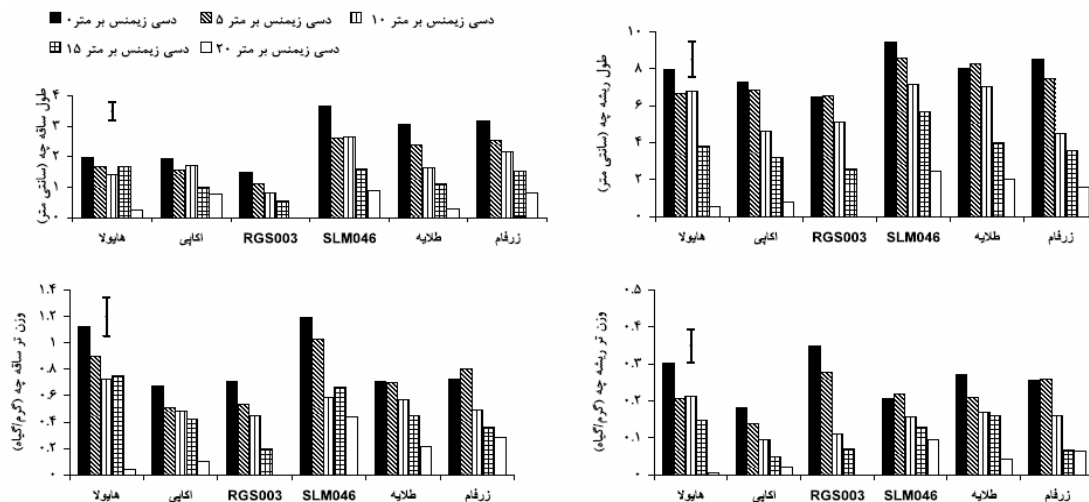 ۰ دسی زیمنس بر متر ۵ دسی زیمنس بر متر ۱۰ دسی زیمنس بر متر
۱۵ دسی زیمنس بر متر ۲۰ دسی زیمنس بر متر
طول ساقه چه (سانتی متر)
۴
۳
۲
۱
۰
هایولا اکاپی RGS003 SLM046 طلایه زرفام
طول ریشه چه (سانتی متر)
۱۰
۸
۶
۴
۲
۰
هایولا اکاپی RGS003 SLM046 طلایه زرفام
وزن تر ساقه چه (گرم/گیاه)
۱.۴
۱.۲
۱
۰.۸
۰.۶
۰.۴
۰.۲
۰
هایولا اکاپی RGS003 SLM046 طلایه زرفام
وزن تر ریشه چه (گرم/گیاه)
۰.۵
۰.۴
۰.۳
۰.۲
۰.۱
۰
هایولا اکاپی RGS003 SLM046 طلایه زرفام